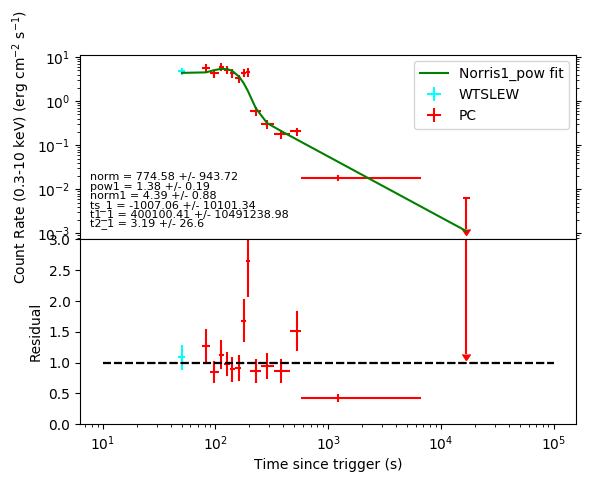 Count Rate (0.3-10 keV) (erg cm⁻² s⁻¹)
10¹
10⁰
10⁻¹
10⁻²
10⁻³
Norris1_pow fit
WTSLEW
PC
norm = 774.58 +/- 943.72
pow1 = 1.38 +/- 0.19
norm1 = 4.39 +/- 0.88
ts_1 = -1007.06 +/- 10101.34
t1_1 = 400100.41 +/- 10491238.98
t2_1 = 3.19 +/- 26.6
Residual
3.0
2.5
2.0
1.5
1.0
0.5
0.0
10¹ 10² 10³ 10⁴ 10⁵
Time since trigger (s)